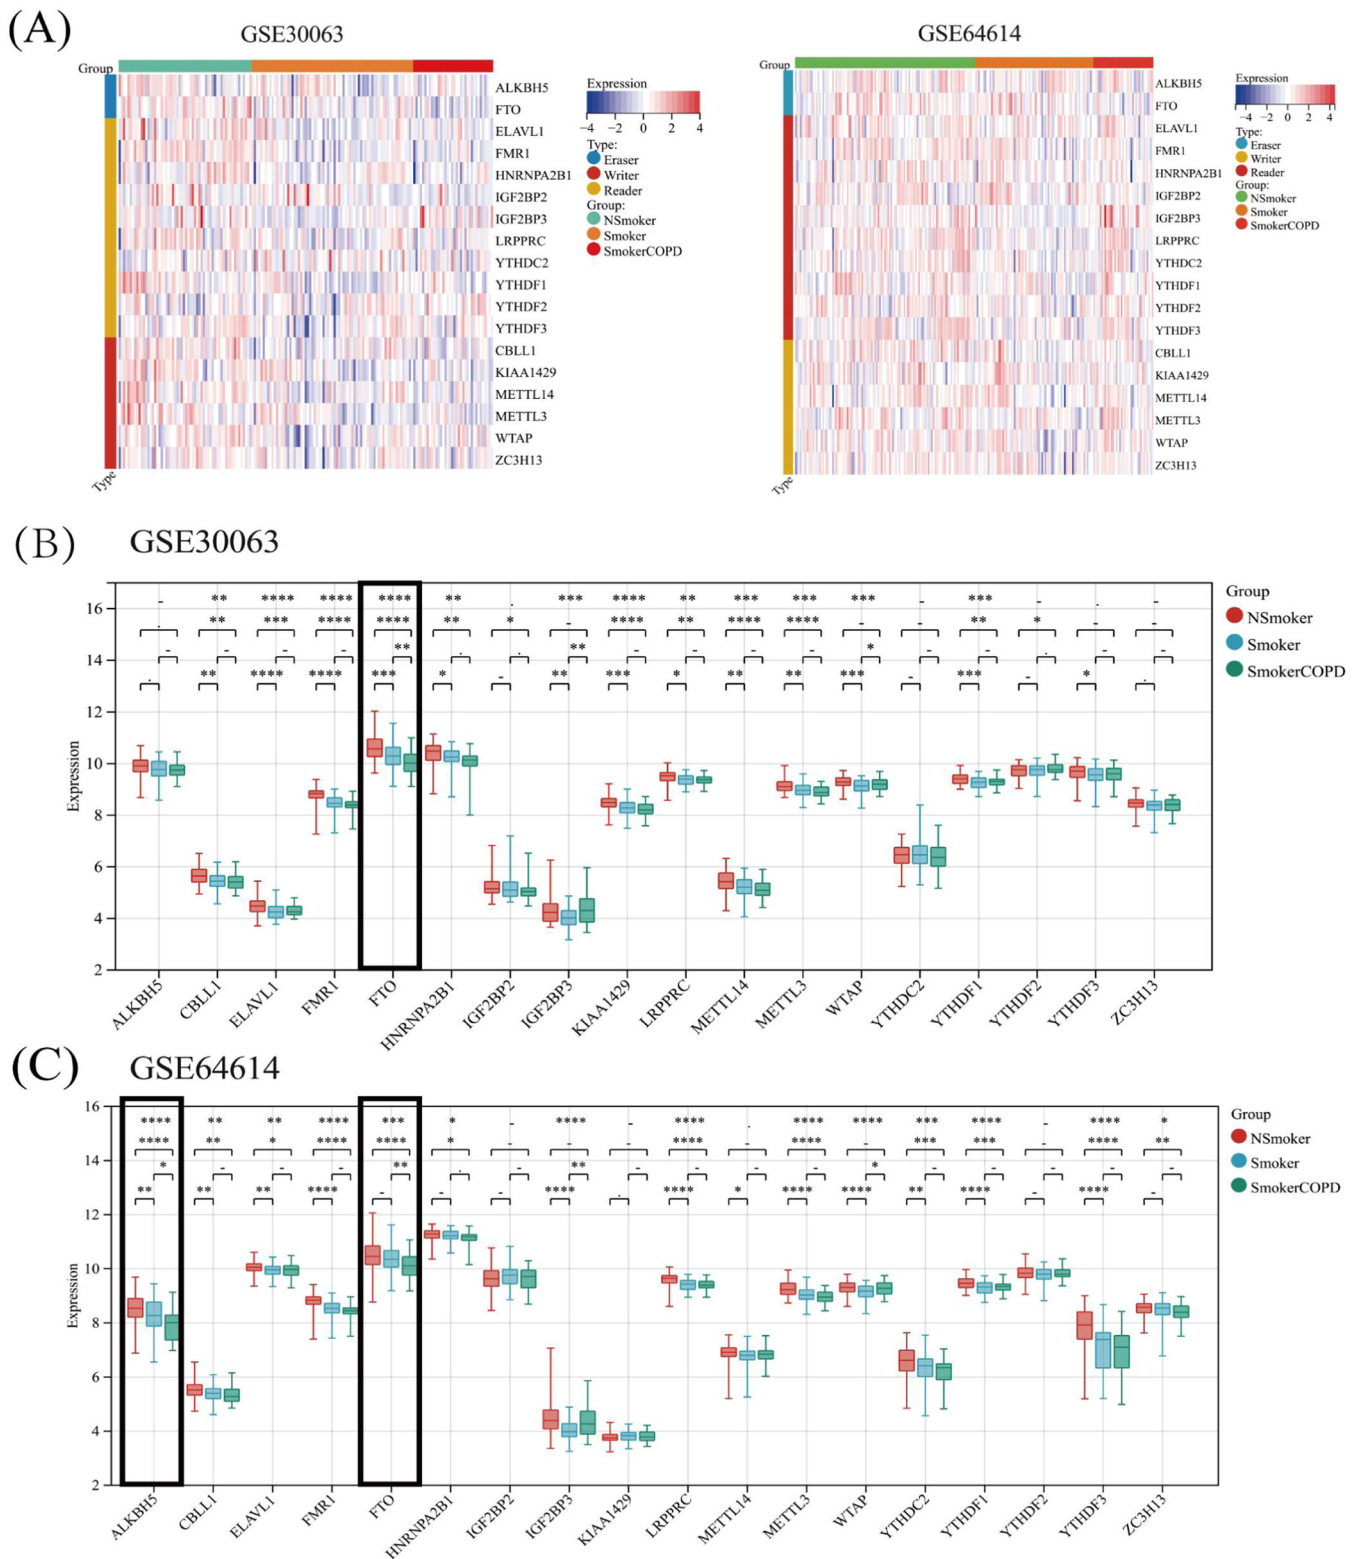 (A)
GSE30063
GSE64614
Group
ALKBH5
FTO
ELAVL1
FMR1
HNRNPA2B1
IGF2BP2
IGF2BP3
LRPPRC
YTHDC2
YTHDF1
YTHDF2
YTHDF3
CBLL1
KIAA1429
METTL14
METTL3
WTAP
ZC3H13
Type
Expression
−4 −2 0 2 4
Type:
Eraser
Writer
Reader
Group:
NSmoker
Smoker
SmokerCOPD
Group
ALKBH5
FTO
ELAVL1
FMR1
HNRNPA2B1
IGF2BP2
IGF2BP3
LRPPRC
YTHDC2
YTHDF1
YTHDF2
YTHDF3
CBLL1
KIAA1429
METTL14
METTL3
WTAP
ZC3H13
Type
Expression
−4 −2 0 2 4
Type:
Eraser
Writer
Reader
Group:
NSmoker
Smoker
SmokerCOPD
(B)
GSE30063
Expression
16
14
12
10
8
6
4
2
- ** **** **** **** ** . *** **** ** *** *** *** - *** - . -
. ** *** **** **** ** * - **** ** **** **** - - ** * - -
- - - - ** . . ** - - - - * - - . - -
. ** **** **** *** * - ** *** * ** ** *** - *** - * .
ALKBH5 CBLL1 ELAVL1 FMR1 FTO HNRNPA2B1 IGF2BP2 IGF2BP3 KIAA1429 LRPPRC METTL14 METTL3 WTAP YTHDC2 YTHDF1 YTHDF2 YTHDF3 ZC3H13
Group
NSmoker
Smoker
SmokerCOPD
(C)
GSE64614
Expression
16
14
12
10
8
6
4
2
**** ** ** **** *** * - **** - **** . **** **** *** **** - **** *
**** ** * **** **** * - - - **** - **** - *** *** - **** **
* - - - ** . - ** - - - - * - - - - -
** ** ** **** - - - **** . **** * **** **** ** **** - **** -
ALKBH5 CBLL1 ELAVL1 FMR1 FTO HNRNPA2B1 IGF2BP2 IGF2BP3 KIAA1429 LRPPRC METTL14 METTL3 WTAP YTHDC2 YTHDF1 YTHDF2 YTHDF3 ZC3H13
Group
NSmoker
Smoker
SmokerCOPD